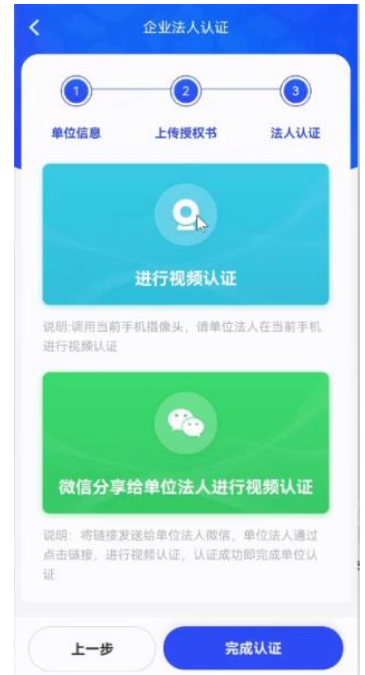 企业法人认证
1 2 3
单位信息 上传授权书 法人认证
进行视频认证
说明:调用当前手机摄像头，请单位法人在当前手机
进行视频认证
微信分享给单位法人进行视频认证
说明：将链接发送给单位法人微信，单位法人通过
点击链接，进行视频认证，认证成功即完成单位认
证
上一步 完成认证